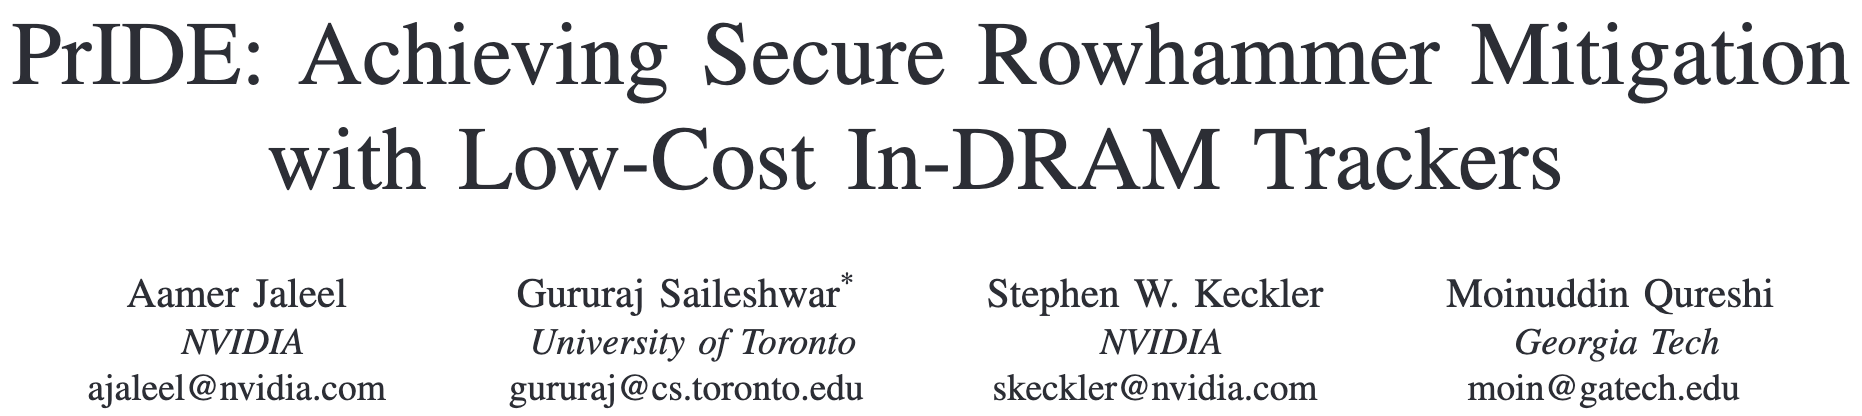 PrIDE: Achieving Secure Rowhammer Mitigation
with Low-Cost In-DRAM Trackers
Aamer Jaleel
NVIDIA
ajaleel@nvidia.com
Gururaj Saileshwar*
University of Toronto
gururaj@cs.toronto.edu
Stephen W. Keckler
NVIDIA
skeckler@nvidia.com
Moinuddin Qureshi
Georgia Tech
moin@gatech.edu